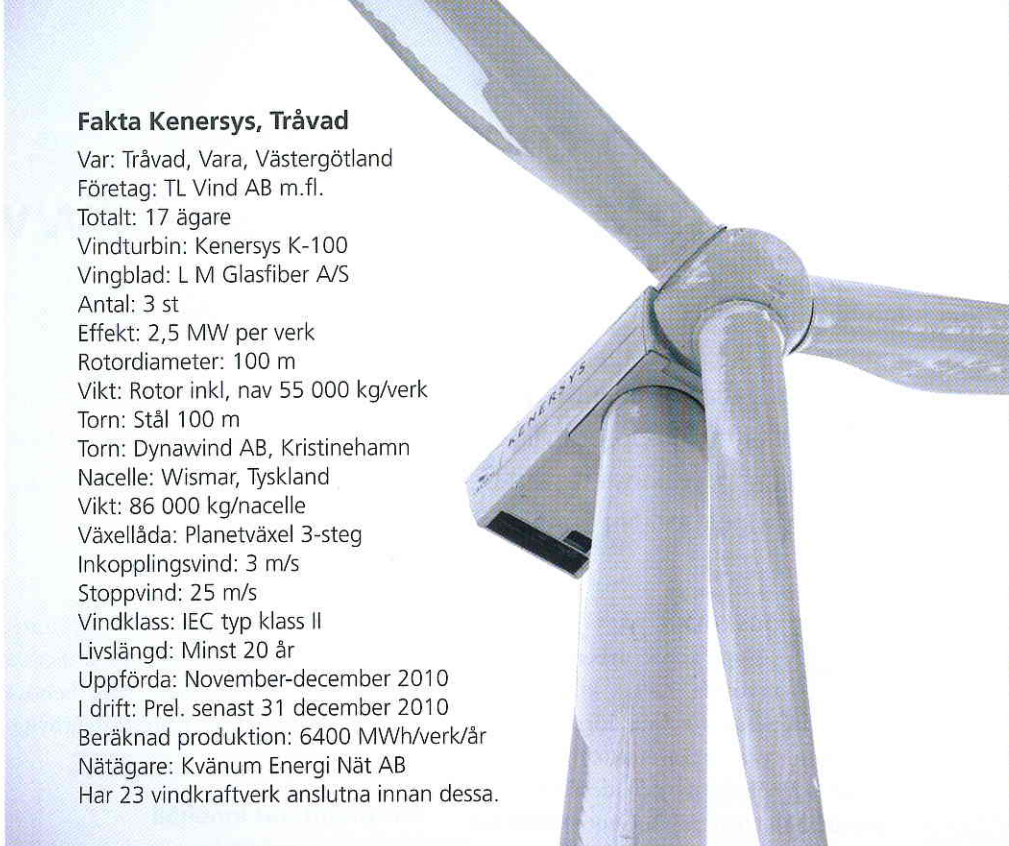 Fakta Kenersys, Tråvad
Var: Tråvad, Vara, Västergötland
Företag: TL Vind AB m.fl.
Totalt: 17 ägare
Vindturbin: Kenersys K-100
Vingblad: L M Glasfiber A/S
Antal: 3 st
Effekt: 2,5 MW per verk
Rotordiameter: 100 m
Vikt: Rotor inkl, nav 55 000 kg/verk
Torn: Stål 100 m
Torn: Dynawind AB, Kristinehamn
Nacelle: Wismar, Tyskland
Vikt: 86 000 kg/nacelle
Växellåda: Planetväxel 3-steg
Inkopplingsvind: 3 m/s
Stoppvind: 25 m/s
Vindklass: IEC typ klass II
Livslängd: Minst 20 år
Uppförda: November-december 2010
I drift: Prel. senast 31 december 2010
Beräknad produktion: 6400 MWh/verk/år
Nätägare: Kvänum Energi Nät AB
Har 23 vindkraftverk anslutna innan dessa.
KENERSYS